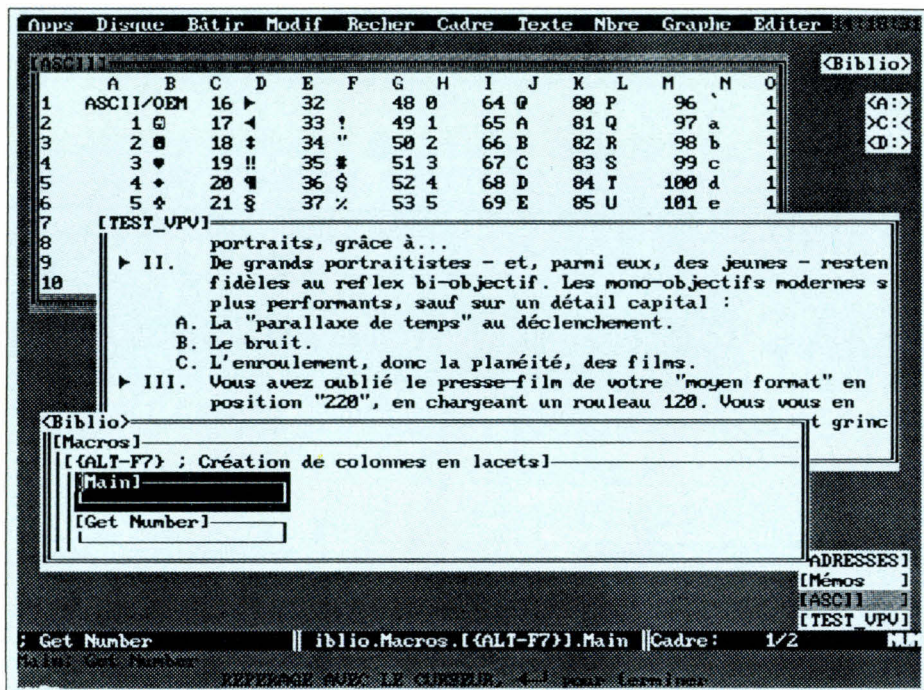 Apps Disque Bâtir Modif Recher Cadre Texte Nbre Graphe Editer
[ASCII]
<Biblio>
A B C D E F G H I J K L M N O
1 ASCII/OEM 16 ► 32 48 0 64 @ 80 P 96 ` 1
<A:>
2 1 ☺ 17 ◄ 33 ! 49 1 65 A 81 Q 97 a 1
>C:<
3 2 ☻ 18 ↕ 34 " 50 2 66 B 82 R 98 b 1
<D:>
4 3 ♥ 19 ‼ 35 # 51 3 67 C 83 S 99 c 1
5 4 ♦ 20 ¶ 36 $ 52 4 68 D 84 T 100 d 1
6 5 ♣ 21 § 37 % 53 5 69 E 85 U 101 e 1
7 [TEST_VPV]
8 portraits, grâce à...
9 ► II. De grands portraitistes - et, parmi eux, des jeunes - resten
10 fidèles au reflex bi-objectif. Les mono-objectifs modernes s
plus performants, sauf sur un détail capital :
A. La "parallaxe de temps" au déclenchement.
B. Le bruit.
C. L'enroulement, donc la planéité, des films.
► III. Vous avez oublié le presse-film de votre "moyen format" en
position "220", en chargeant un rouleau 120. Vous vous en
t grinc
<Biblio>
[Macros]
[{ALT-F7} ; Création de colonnes en lacets]
[Main]
[Get Number]
ADRESSES]
[Mémos ]
[ASCII ]
[TEST_VPV]
; Get Number iblio.Macros.[{ALT-F7}].Main Cadre: 1/2 NUM
Main; Get Number
REPERAGE AVEC LE CURSEUR, ◄┘ pour terminer